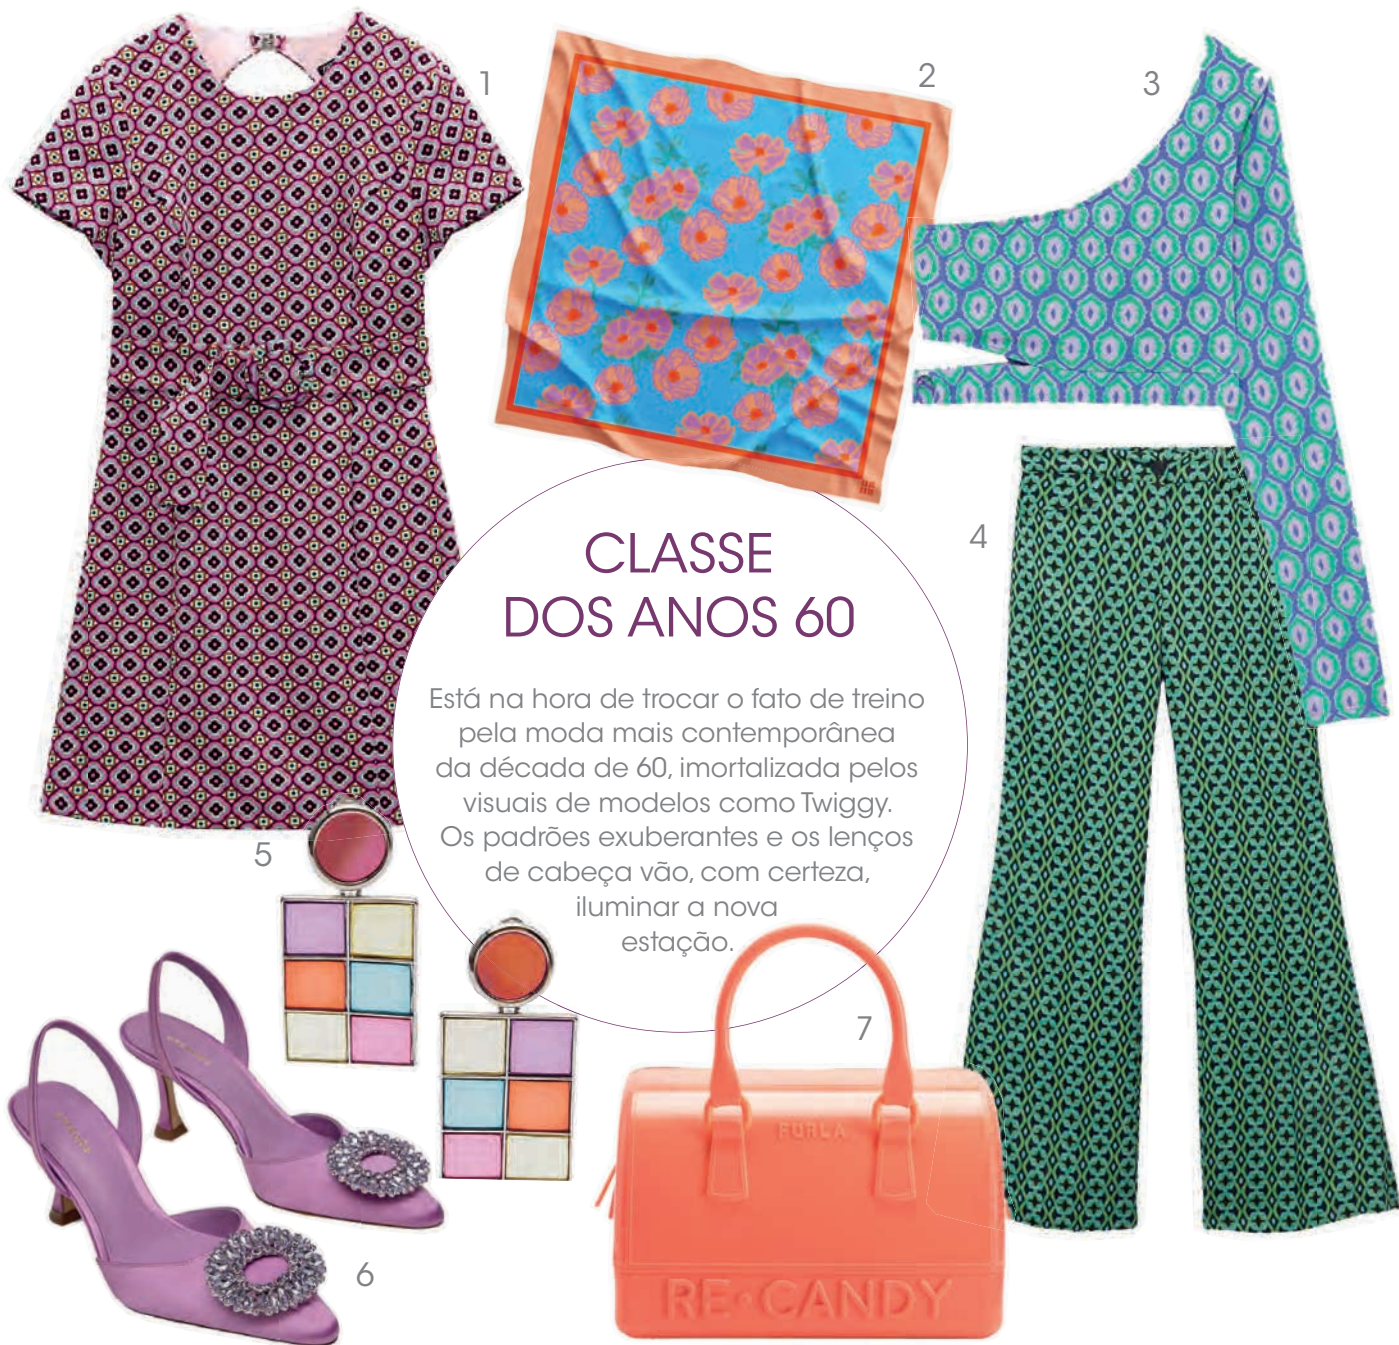 1
2
3
4
CLASSE
DOS ANOS 60
Está na hora de trocar o fato de treino
pela moda mais contemporânea
da década de 60, imortalizada pelos
visuais de modelos como Twiggy.
Os padrões exuberantes e os lenços
de cabeça vão, com certeza,
iluminar a nova
estação.
5
6
7
FURLA
RE•CANDY